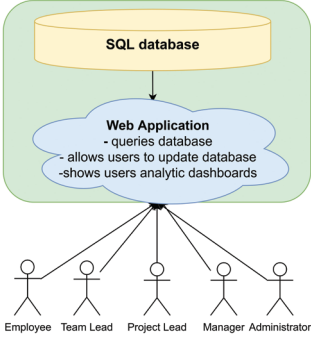 SQL database
Web Application
- queries database
- allows users to update database
-shows users analytic dashboards
Employee Team Lead Project Lead Manager Administrator